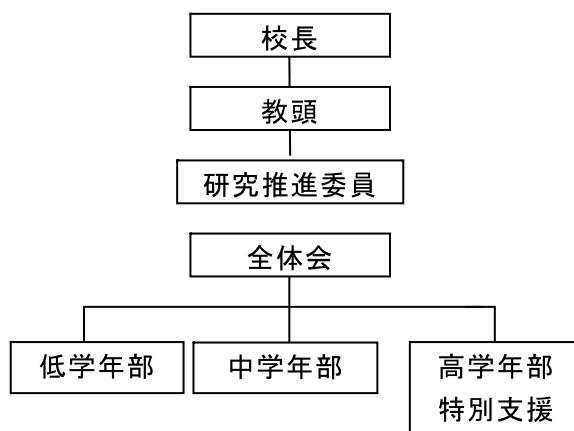 校長
教頭
研究推進委員
全体会
低学年部
中学年部
高学年部
特別支援